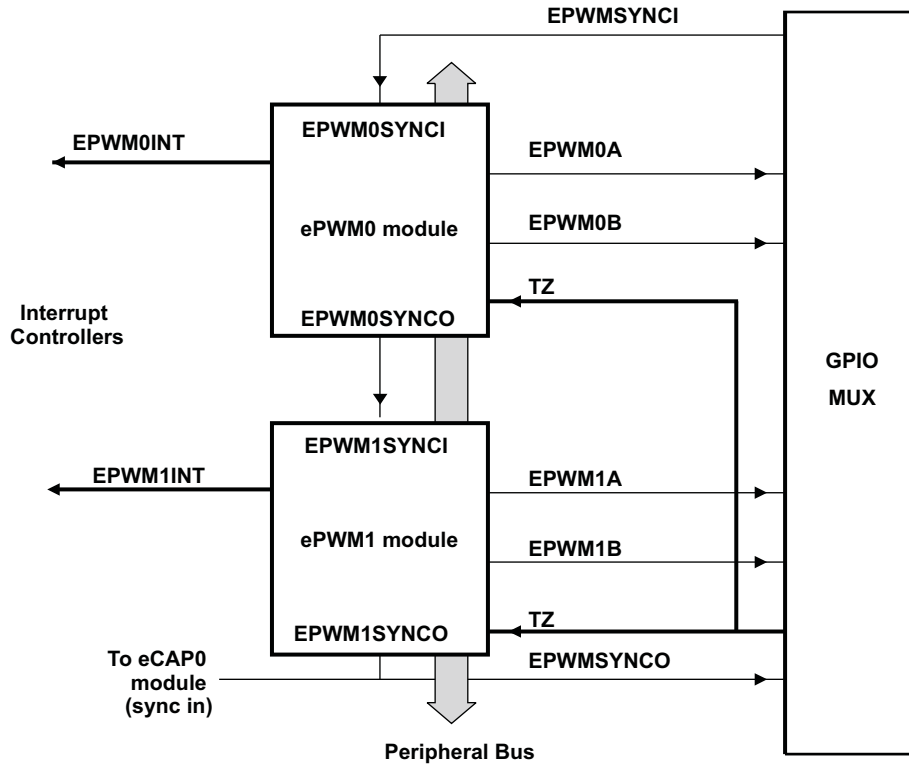 EPWMSYNCI
EPWM0SYNCI
EPWM0INT
EPWM0A
ePWM0 module
EPWM0B
TZ
EPWM0SYNCO
Interrupt
Controllers
GPIO
MUX
EPWM1SYNCI
EPWM1INT
EPWM1A
ePWM1 module
EPWM1B
TZ
EPWM1SYNCO
To eCAP0
module
(sync in)
EPWMSYNCO
Peripheral Bus